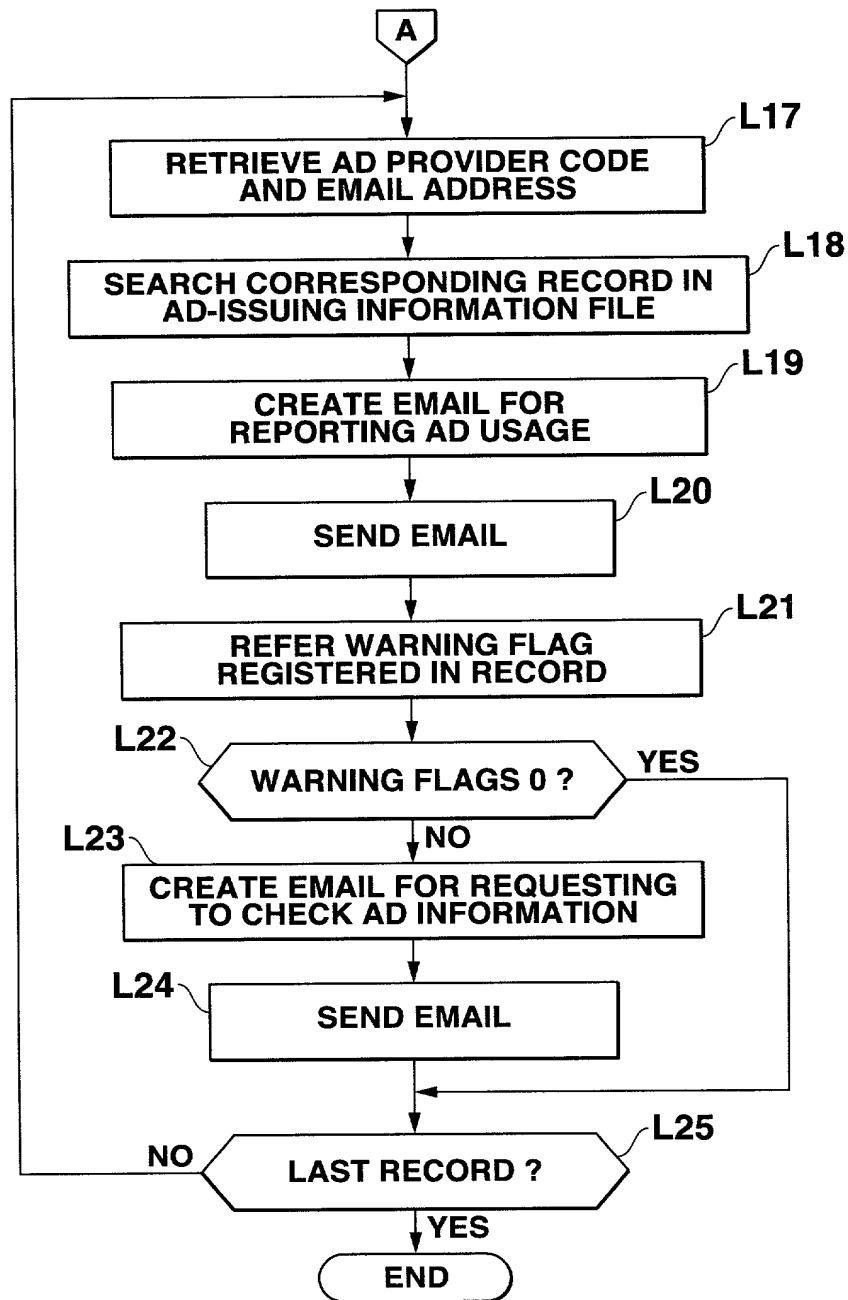 A
L17
RETRIEVE AD PROVIDER CODE
AND EMAIL ADDRESS
L18
SEARCH CORRESPONDING RECORD IN
AD-ISSUING INFORMATION FILE
L19
CREATE EMAIL FOR
REPORTING AD USAGE
L20
SEND EMAIL
L21
REFER WARNING FLAG
REGISTERED IN RECORD
L22
WARNING FLAGS 0 ?
YES
NO
L23
CREATE EMAIL FOR REQUESTING
TO CHECK AD INFORMATION
L24
SEND EMAIL
L25
NO
LAST RECORD ?
YES
END